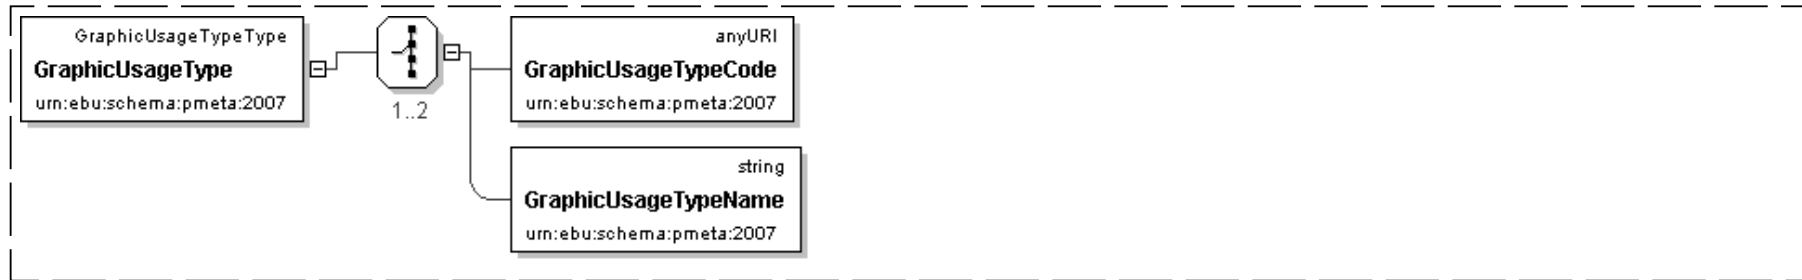 GraphicUsageTypeType
GraphicUsageType
urn:ebu:schema:pmeta:2007
1..2
anyURI
GraphicUsageTypeCode
urn:ebu:schema:pmeta:2007
string
GraphicUsageTypeName
urn:ebu:schema:pmeta:2007